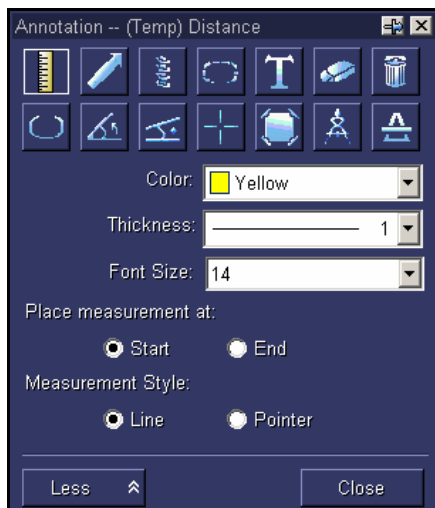 Annotation -- (Temp) Distance
T
Color: Yellow
Thickness: 1
Font Size: 14
Place measurement at:
Start End
Measurement Style:
Line Pointer
Less Close